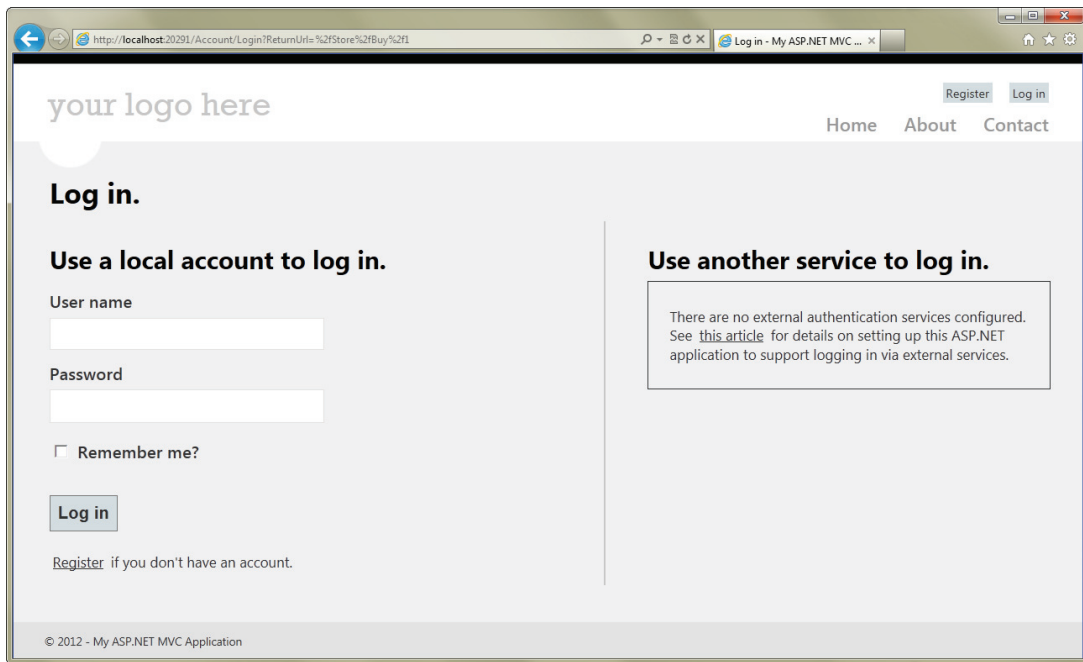 http://localhost:20291/Account/Login?ReturnUrl=%2fStore%2fBuy%2f1
Log in - My ASP.NET MVC ...
your logo here
Register Log in
Home About Contact
Log in.
Use a local account to log in.
User name
Password
Remember me?
Log in
Register if you don't have an account.
Use another service to log in.
There are no external authentication services configured.
See this article for details on setting up this ASP.NET
application to support logging in via external services.
© 2012 - My ASP.NET MVC Application